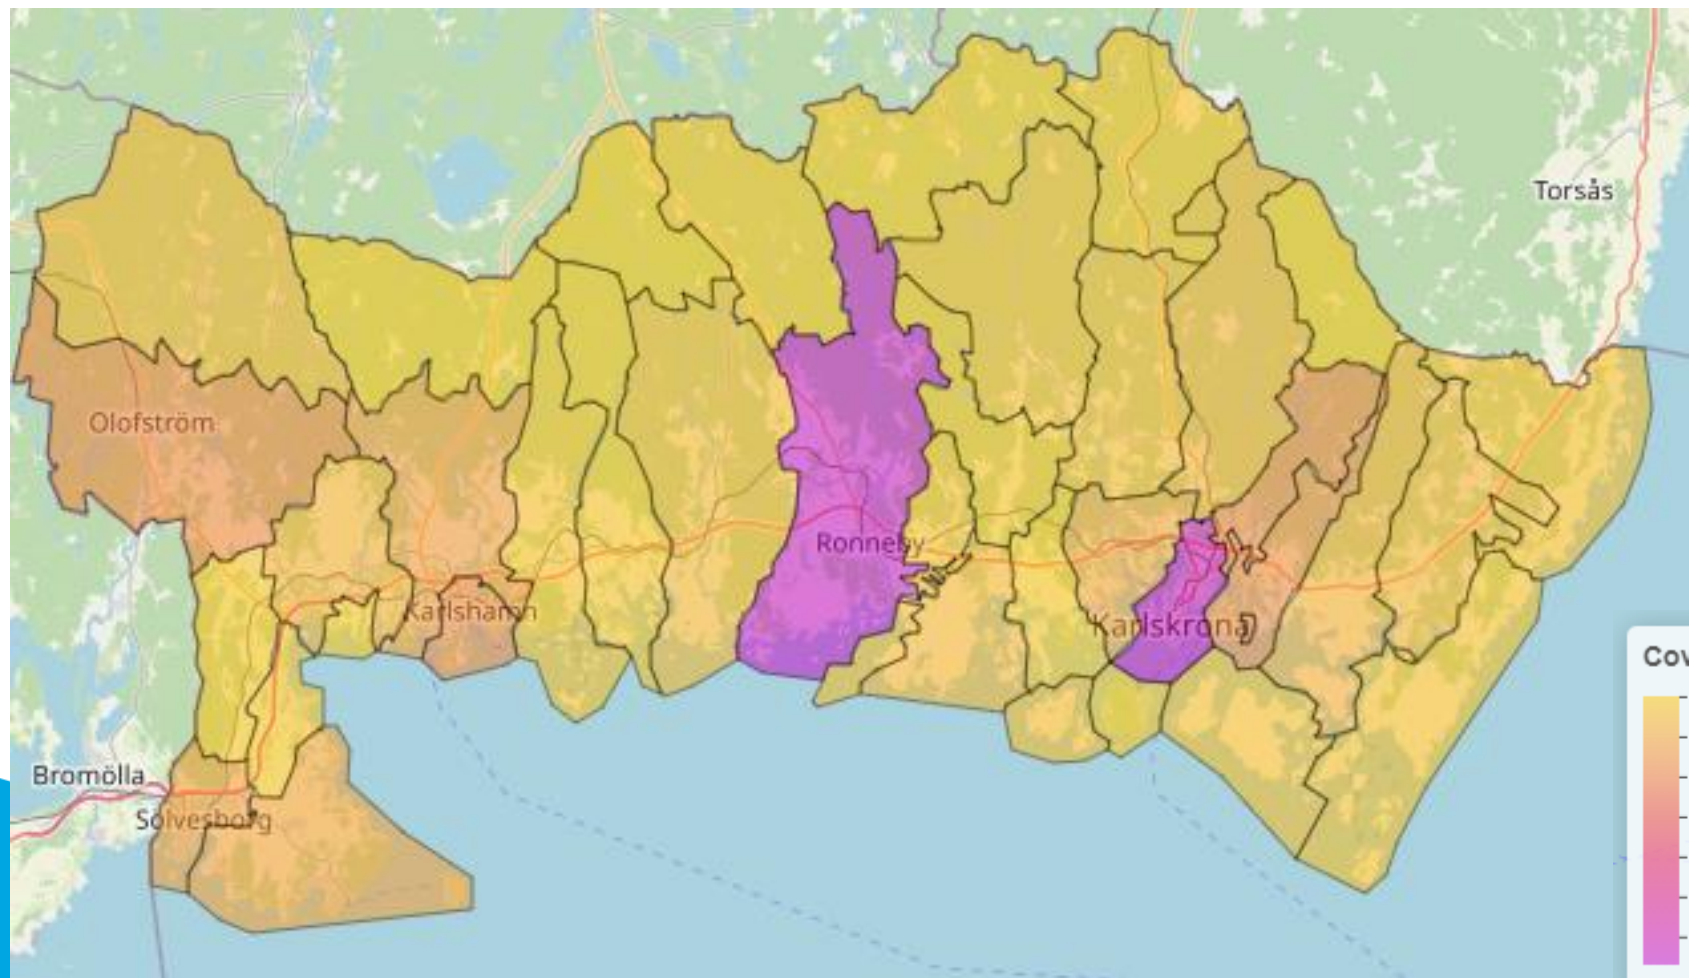 Torsås
Olofström
Ronneby
Karlshamn
Karlskrona
Cov
Bromölla
Sölvesborg